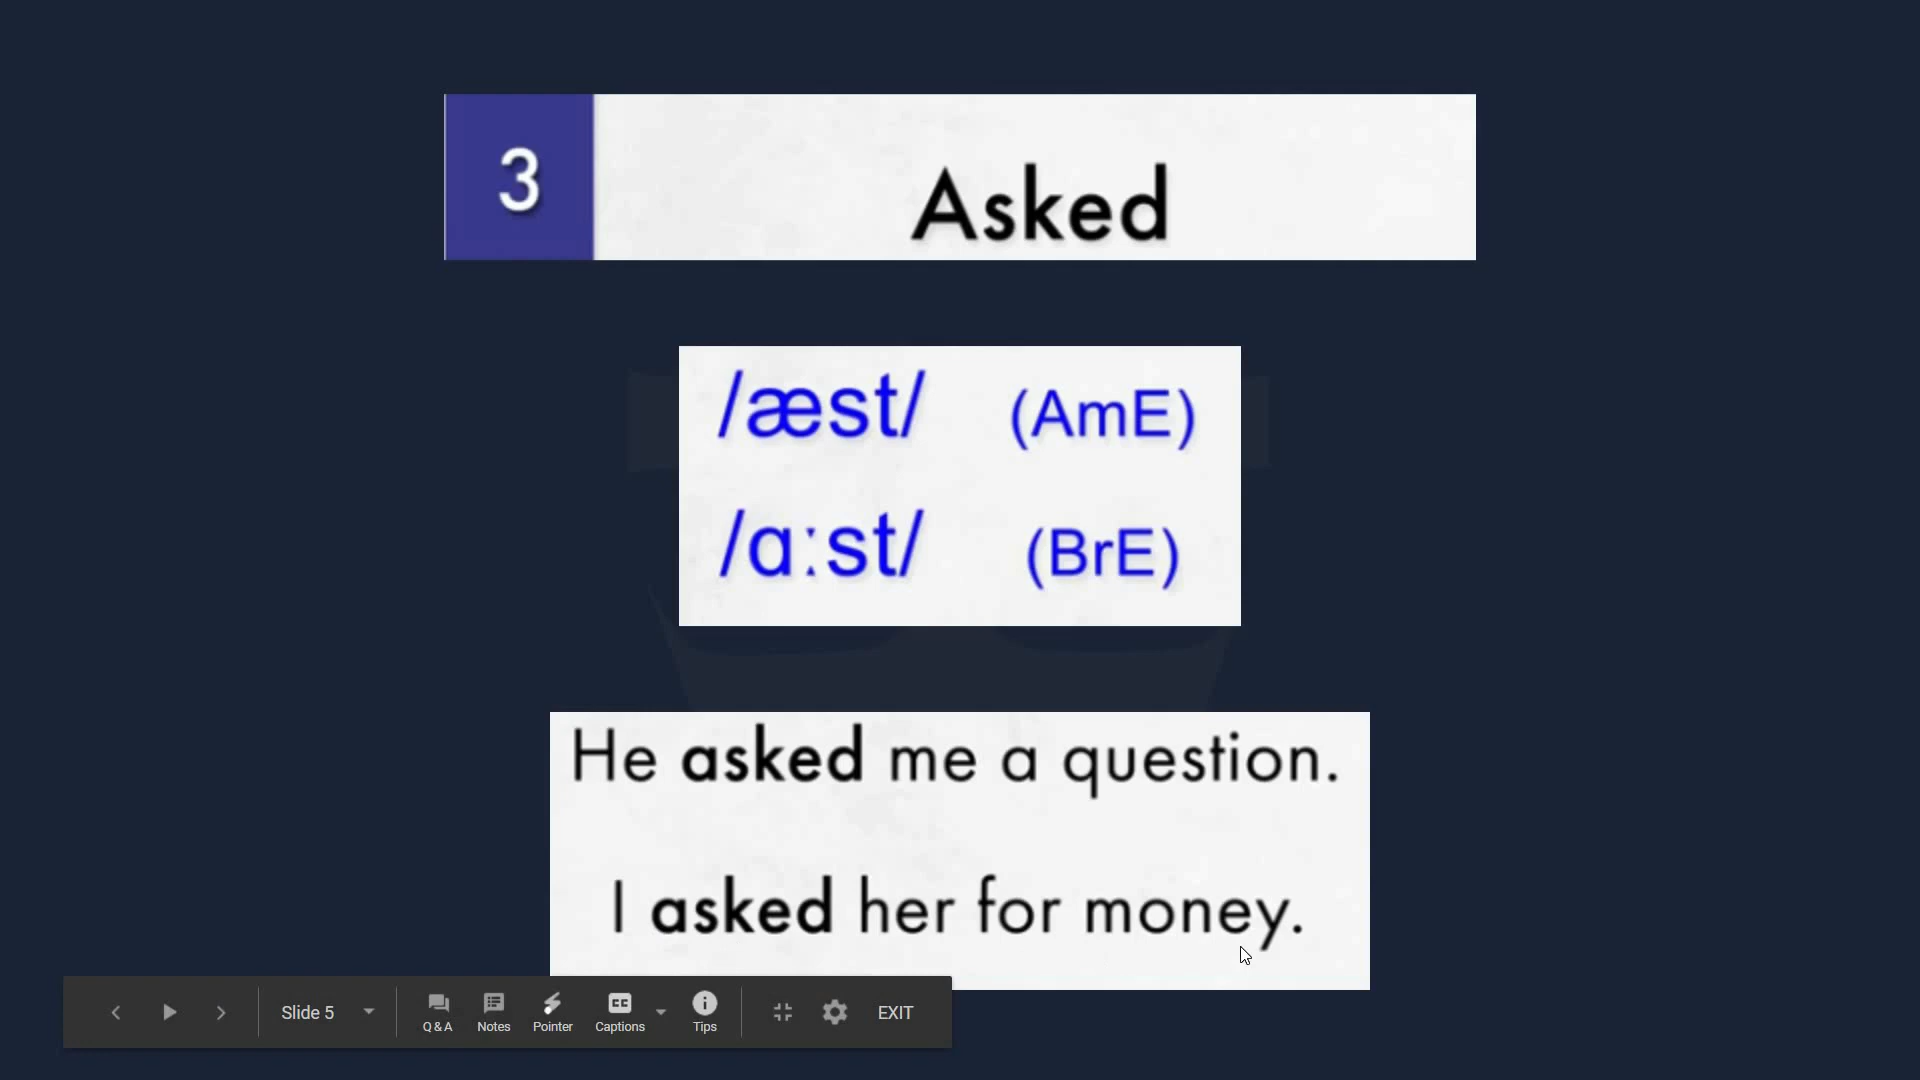 3
Asked
/æst/ (AmE)
/ɑːst/ (BrE)
He asked me a question.
I asked her for money.
Slide 5
Q&A
Notes
Pointer
CC
Captions
Tips
EXIT